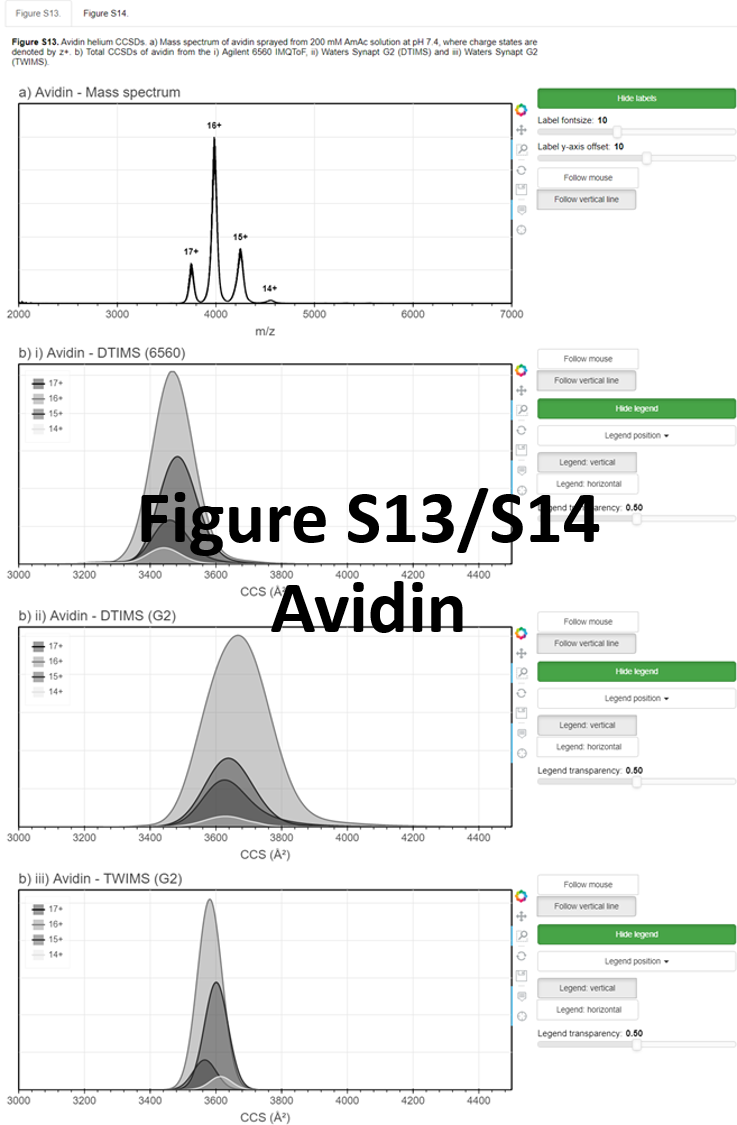 Figure S13.
Figure S14.
Figure S13. Avidin helium CCSDs. a) Mass spectrum of avidin sprayed from 200 mM AmAc solution at pH 7.4, where charge states are
denoted by z+. b) Total CCSDs of avidin from the i) Agilent 6560 IMQToF, ii) Waters Synapt G2 (DTIMS) and iii) Waters Synapt G2
(TWIMS).
a) Avidin - Mass spectrum
Hide labels
Label fontsize: 10
Label y-axis offset: 10
Follow mouse
Follow vertical line
16+
17+
15+
14+
2000 3000 4000 5000 6000 7000
m/z
b) i) Avidin - DTIMS (6560)
Follow mouse
Follow vertical line
Hide legend
Legend position
Legend: vertical
Legend: horizontal
Legend transparency: 0.50
17+
16+
15+
14+
Figure S13/S14
3000 3200 3400 3600 3800 4000 4200 4400
CCS (Å²)
Avidin
b) ii) Avidin - DTIMS (G2)
Follow mouse
Follow vertical line
Hide legend
Legend position
Legend: vertical
Legend: horizontal
Legend transparency: 0.50
17+
16+
15+
14+
3000 3200 3400 3600 3800 4000 4200 4400
CCS (Å²)
b) iii) Avidin - TWIMS (G2)
Follow mouse
Follow vertical line
Hide legend
Legend position
Legend: vertical
Legend: horizontal
Legend transparency: 0.50
17+
16+
15+
14+
3000 3200 3400 3600 3800 4000 4200 4400
CCS (Å²)